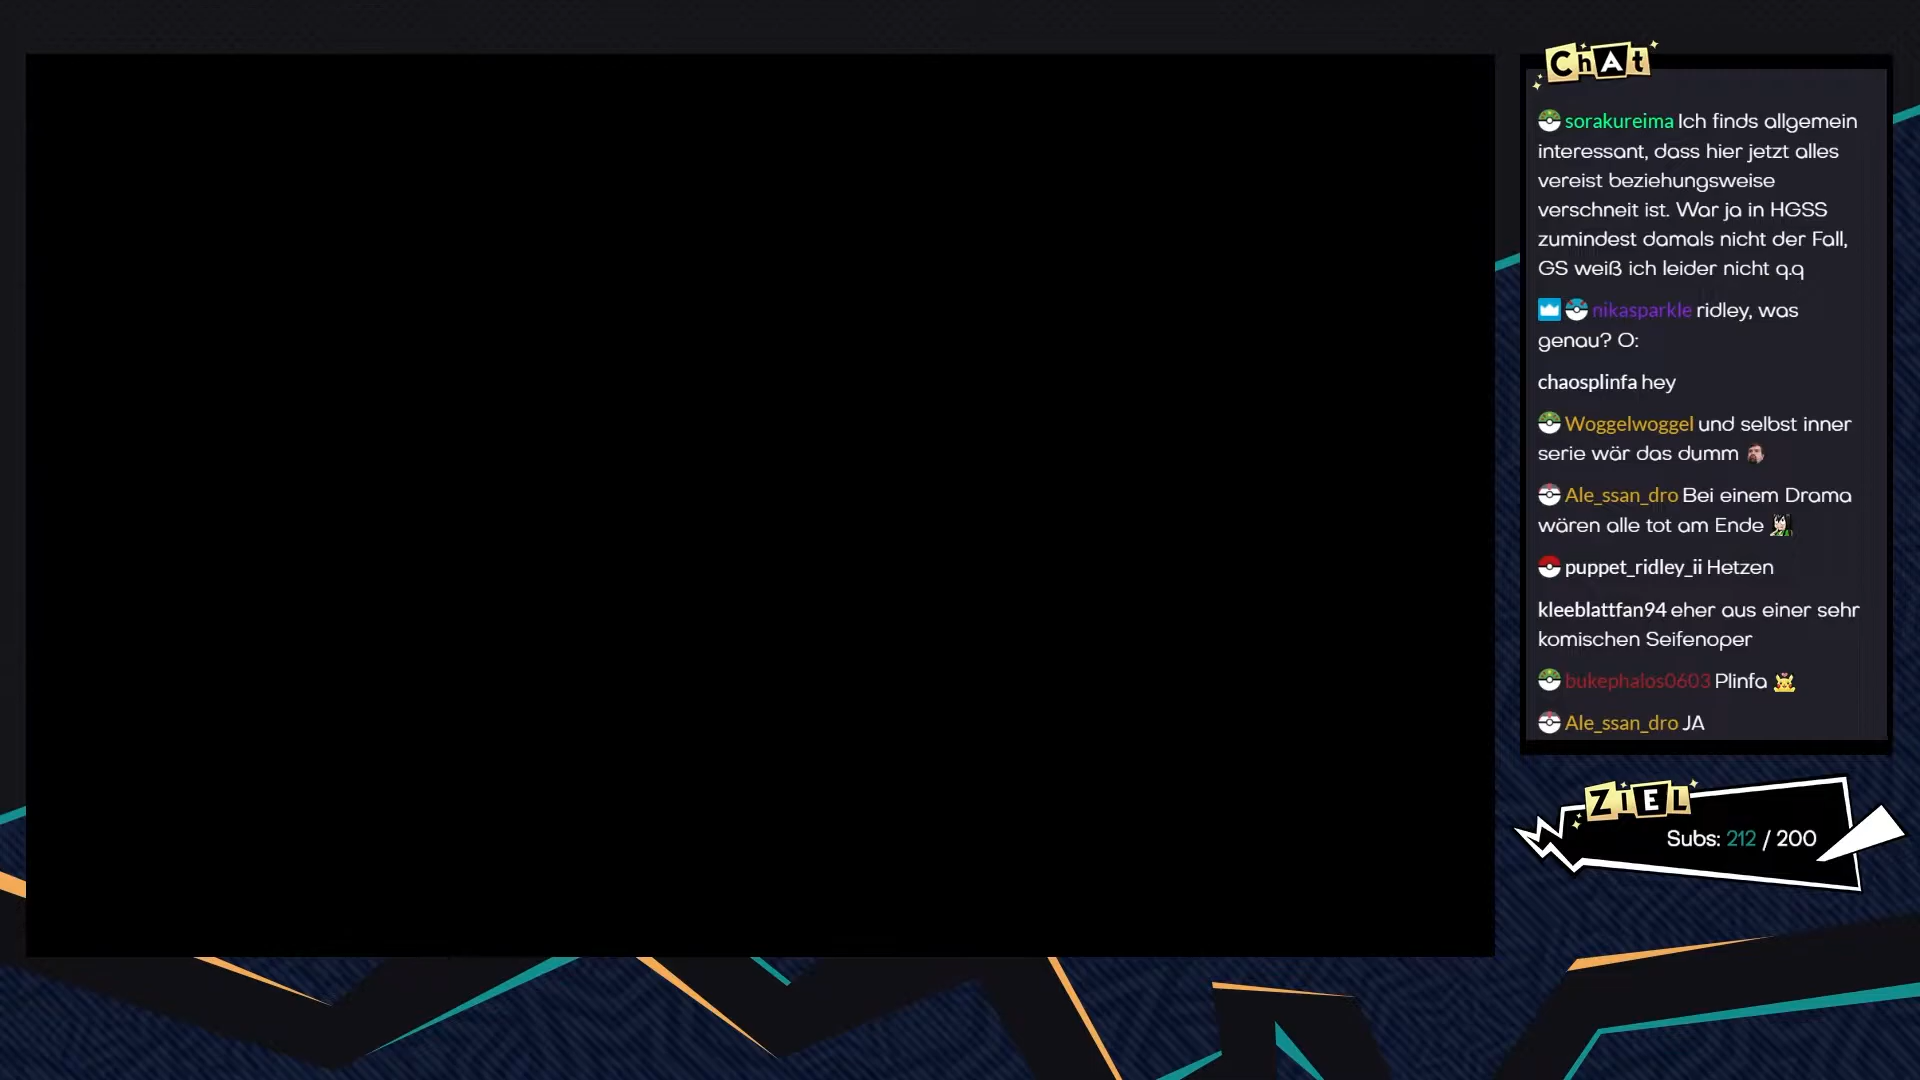 ChAt
sorakureima Ich finds allgemein
interessant, dass hier jetzt alles
vereist beziehungsweise
verschneit ist. War ja in HGSS
zumindest damals nicht der Fall,
GS weiß ich leider nicht q.q
nikasparkle ridley, was
genau? O:
chaosplinfa hey
Woggelwoggel und selbst inner
serie wär das dumm
Ale_ssan_dro Bei einem Drama
wären alle tot am Ende
puppet_ridley_ii Hetzen
kleeblattfan94 eher aus einer sehr
komischen Seifenoper
bukephalos0603 Plinfa
Ale_ssan_dro JA
ZiEL
Subs: 212 / 200